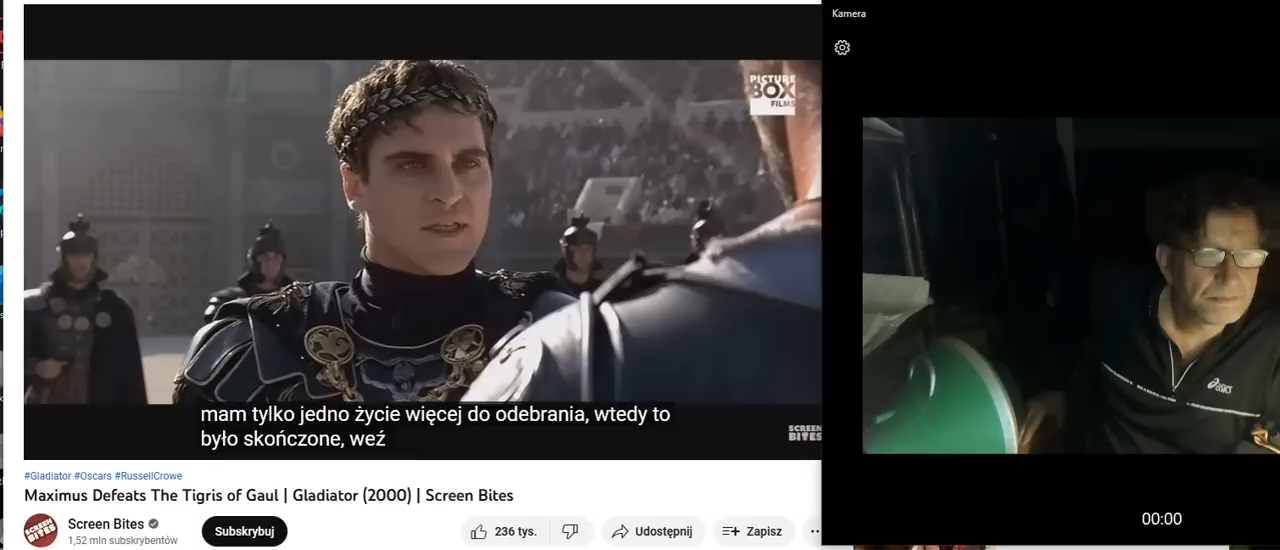 Kamera
PICTURE
BOX
FILMS
mam tylko jedno życie więcej do odebrania, wtedy to
było skończone, weź
SCREEN
BITES
#Gladiator #Oscars #RussellCrowe
Maximus Defeats The Tigris of Gaul | Gladiator (2000) | Screen Bites
SCREEN
BITES
Screen Bites
1,52 mln subskrybentów
Subskrybuj
236 tys.
Udostępnij
Zapisz
asics
00:00